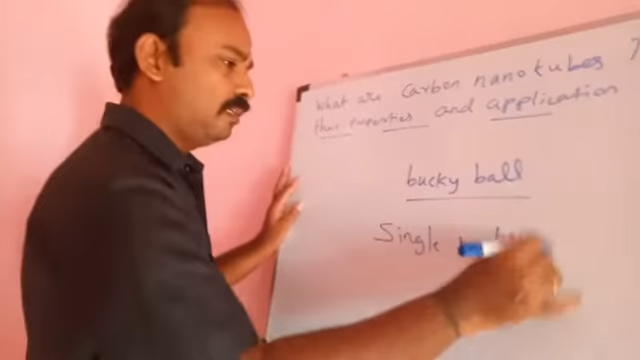 What are Carbon nanotubes
their properties and application
bucky ball
Single